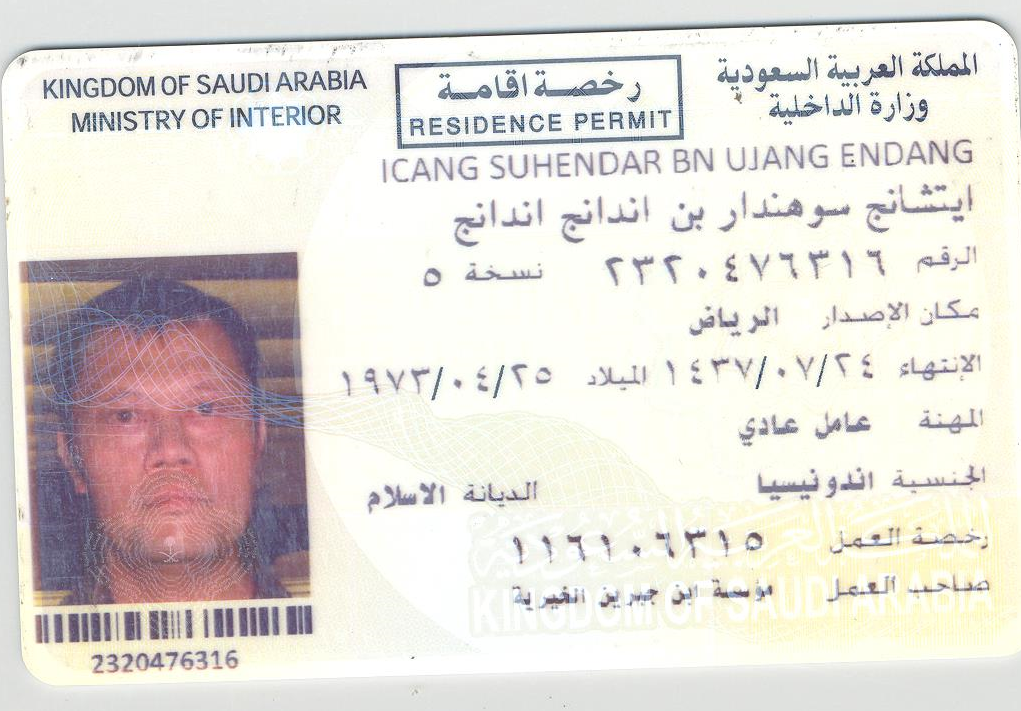 KINGDOM OF SAUDI ARABIA
MINISTRY OF INTERIOR
رخصة اقامة
RESIDENCE PERMIT
المملكة العربية السعودية
وزارة الداخلية
ICANG SUHENDAR BN UJANG ENDANG
ايتشانج سوهندار بن اندانج اندانج
الرقم ٢٣٢٠٤٧٦٣١٦ نسخة ٥
مكان الإصدار الرياض
الإنتهاء ١٤٣٧/٠٧/٢٤ الميلاد ١٩٧٣/٠٤/٢٥
المهنة عامل عادي
الجنسية اندونيسيا الديانة الاسلام
رخصة العمل ١١٦١٠٦٣١٥
صاحب العمل مؤسسة ابن جبرين الخيرية
المملكة العربية السعودية
KINGDOM OF SAUDI ARABIA
2320476316